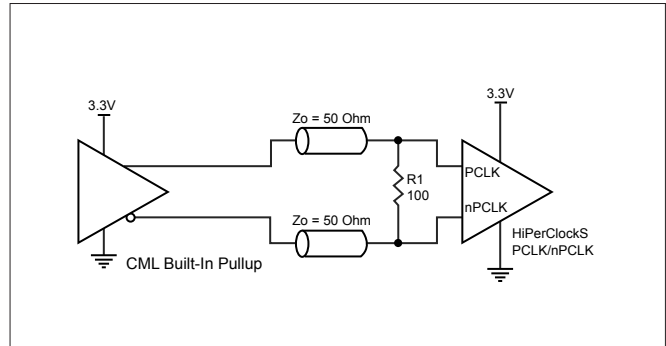 3.3V
3.3V
Zo = 50 Ohm
PCLK
R1
100
nPCLK
Zo = 50 Ohm
HiPerClockS
PCLK/nPCLK
CML Built-In Pullup